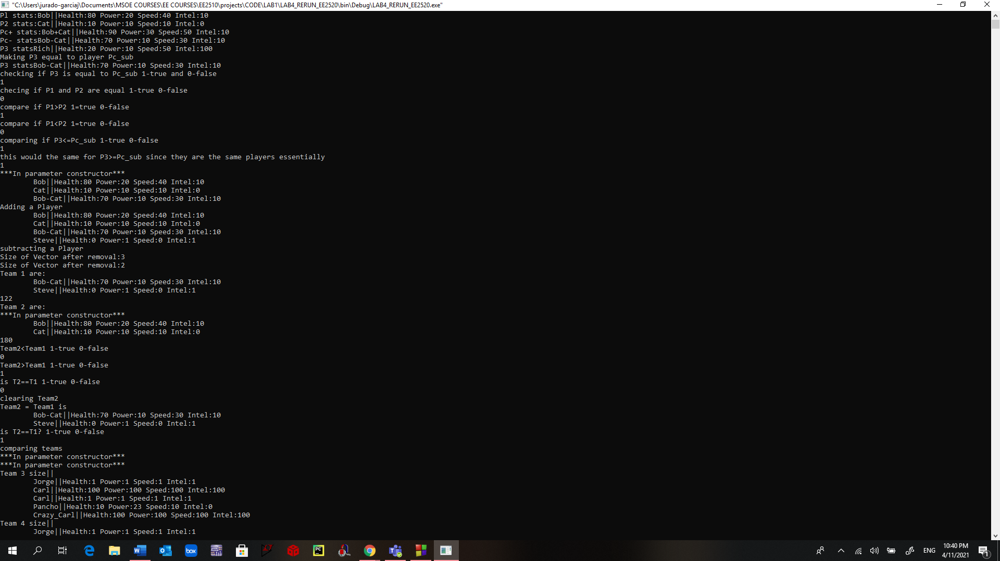 "C:\Users\jurado-garciaj\Documents\MSOE COURSES\EE COURSES\EE2510\projects\CODE\LAB1\LAB4_RERUN_EE2520\bin\Debug\LAB4_RERUN_EE2520.exe"
Pl stats:Bob||Health:80 Power:20 Speed:40 Intel:10
P2 stats:Cat||Health:10 Power:10 Speed:10 Intel:0
Pc+ stats:Bob+Cat||Health:90 Power:30 Speed:50 Intel:10
Pc- statsBob-Cat||Health:70 Power:10 Speed:30 Intel:10
P3 statsRich||Health:20 Power:10 Speed:50 Intel:100
Making P3 equal to player Pc_sub
P3 statsBob-Cat||Health:70 Power:10 Speed:30 Intel:10
checking if P3 is equal to Pc_sub 1-true and 0-false
1
checing if P1 and P2 are equal 1-true 0-false
0
compare if P1>P2 1=true 0-false
1
compare if P1<P2 1=true 0-false
0
comparing if P3<=Pc_sub 1-true 0-false
1
this would the same for P3>=Pc_sub since they are the same players essentially
1
***In parameter constructor***
Bob||Health:80 Power:20 Speed:40 Intel:10
Cat||Health:10 Power:10 Speed:10 Intel:0
Bob-Cat||Health:70 Power:10 Speed:30 Intel:10
Adding a Player
Bob||Health:80 Power:20 Speed:40 Intel:10
Cat||Health:10 Power:10 Speed:10 Intel:0
Bob-Cat||Health:70 Power:10 Speed:30 Intel:10
Steve||Health:0 Power:1 Speed:0 Intel:1
subtracting a Player
Size of Vector after removal:3
Size of Vector after removal:2
Team 1 are:
Bob-Cat||Health:70 Power:10 Speed:30 Intel:10
Steve||Health:0 Power:1 Speed:0 Intel:1
122
Team 2 are:
***In parameter constructor***
Bob||Health:80 Power:20 Speed:40 Intel:10
Cat||Health:10 Power:10 Speed:10 Intel:0
180
Team2<Team1 1-true 0-false
0
Team2>Team1 1-true 0-false
1
is T2==T1 1-true 0-false
0
clearing Team2
Team2 = Team1 is
Bob-Cat||Health:70 Power:10 Speed:30 Intel:10
Steve||Health:0 Power:1 Speed:0 Intel:1
is T2==T1? 1-true 0-false
1
comparing teams
***In parameter constructor***
***In parameter constructor***
Team 3 size||
Jorge||Health:1 Power:1 Speed:1 Intel:1
Carl||Health:100 Power:100 Speed:100 Intel:100
Carl||Health:1 Power:1 Speed:1 Intel:1
Pancho||Health:10 Power:23 Speed:10 Intel:0
Crazy_Carl||Health:100 Power:100 Speed:100 Intel:100
Team 4 size||
Jorge||Health:1 Power:1 Speed:1 Intel:1
box
PC
ENG
10:40 PM
4/11/2021
1